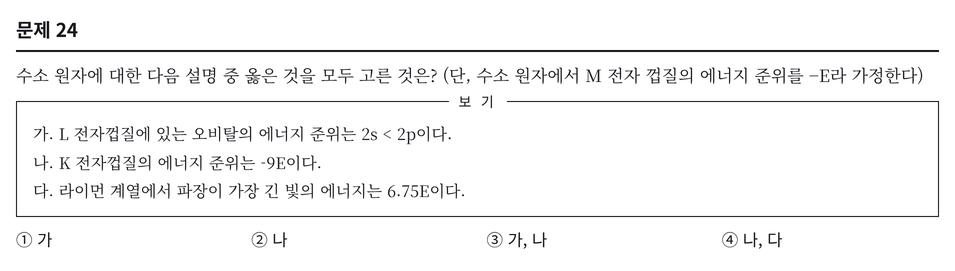 문제 24
수소 원자에 대한 다음 설명 중 옳은 것을 모두 고른 것은? (단, 수소 원자에서 M 전자 껍질의 에너지 준위를 −E라 가정한다)
보 기
가. L 전자껍질에 있는 오비탈의 에너지 준위는 2s < 2p이다.
나. K 전자껍질의 에너지 준위는 -9E이다.
다. 라이먼 계열에서 파장이 가장 긴 빛의 에너지는 6.75E이다.
① 가 ② 나 ③ 가, 나 ④ 나, 다